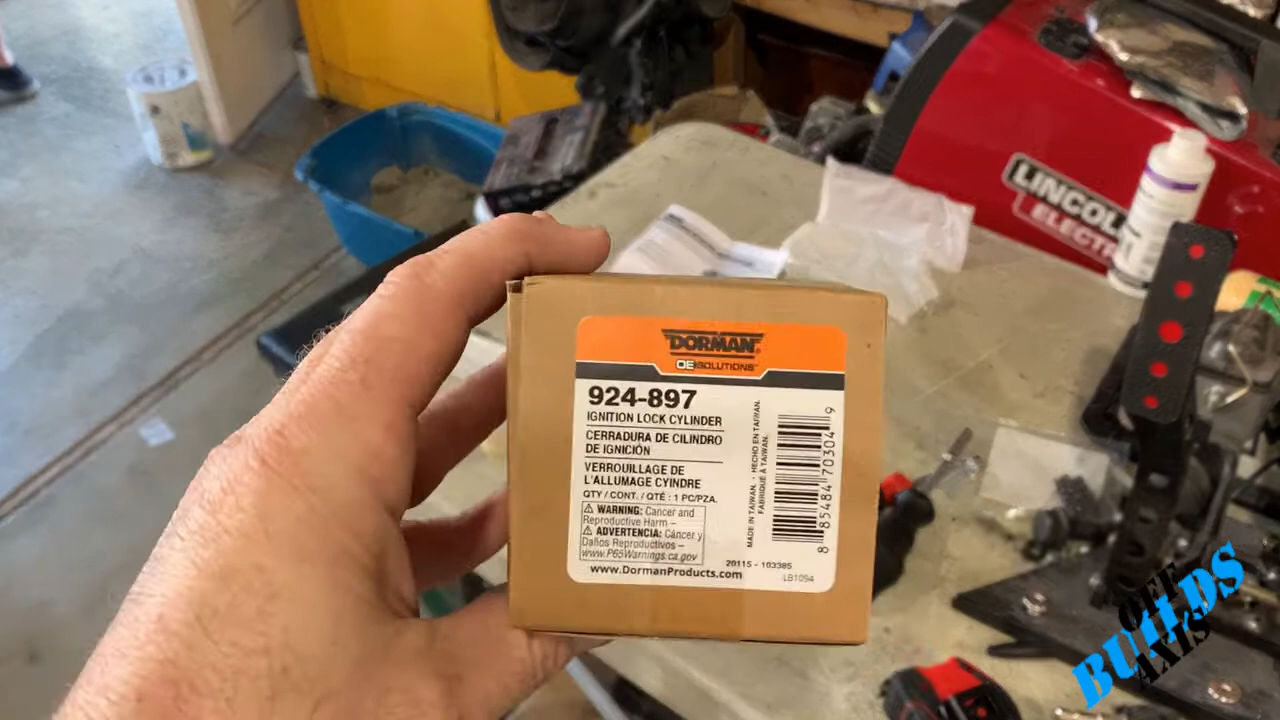 LINCOLN
ELECTR
DORMAN
OE SOLUTIONS™
924-897
IGNITION LOCK CYLINDER
CERRADURA DE CILINDRO
DE IGNICIÓN
VERROUILLAGE DE
L'ALLUMAGE CYINDRE
QTY / CONT. / QTÉ : 1 PC/PZA.
⚠ WARNING: Cancer and
Reproductive Harm –
⚠ ADVERTENCIA: Cáncer y
Daños Reproductivos –
www.P65Warnings.ca.gov
www.DormanProducts.com
MADE IN TAIWAN. - HECHO EN TAIWAN.
FABRIQUÉ À TAIWAN.
8 85484 70304 9
20115 - 103385
LB1094
OFF
BUILDS
AXIS